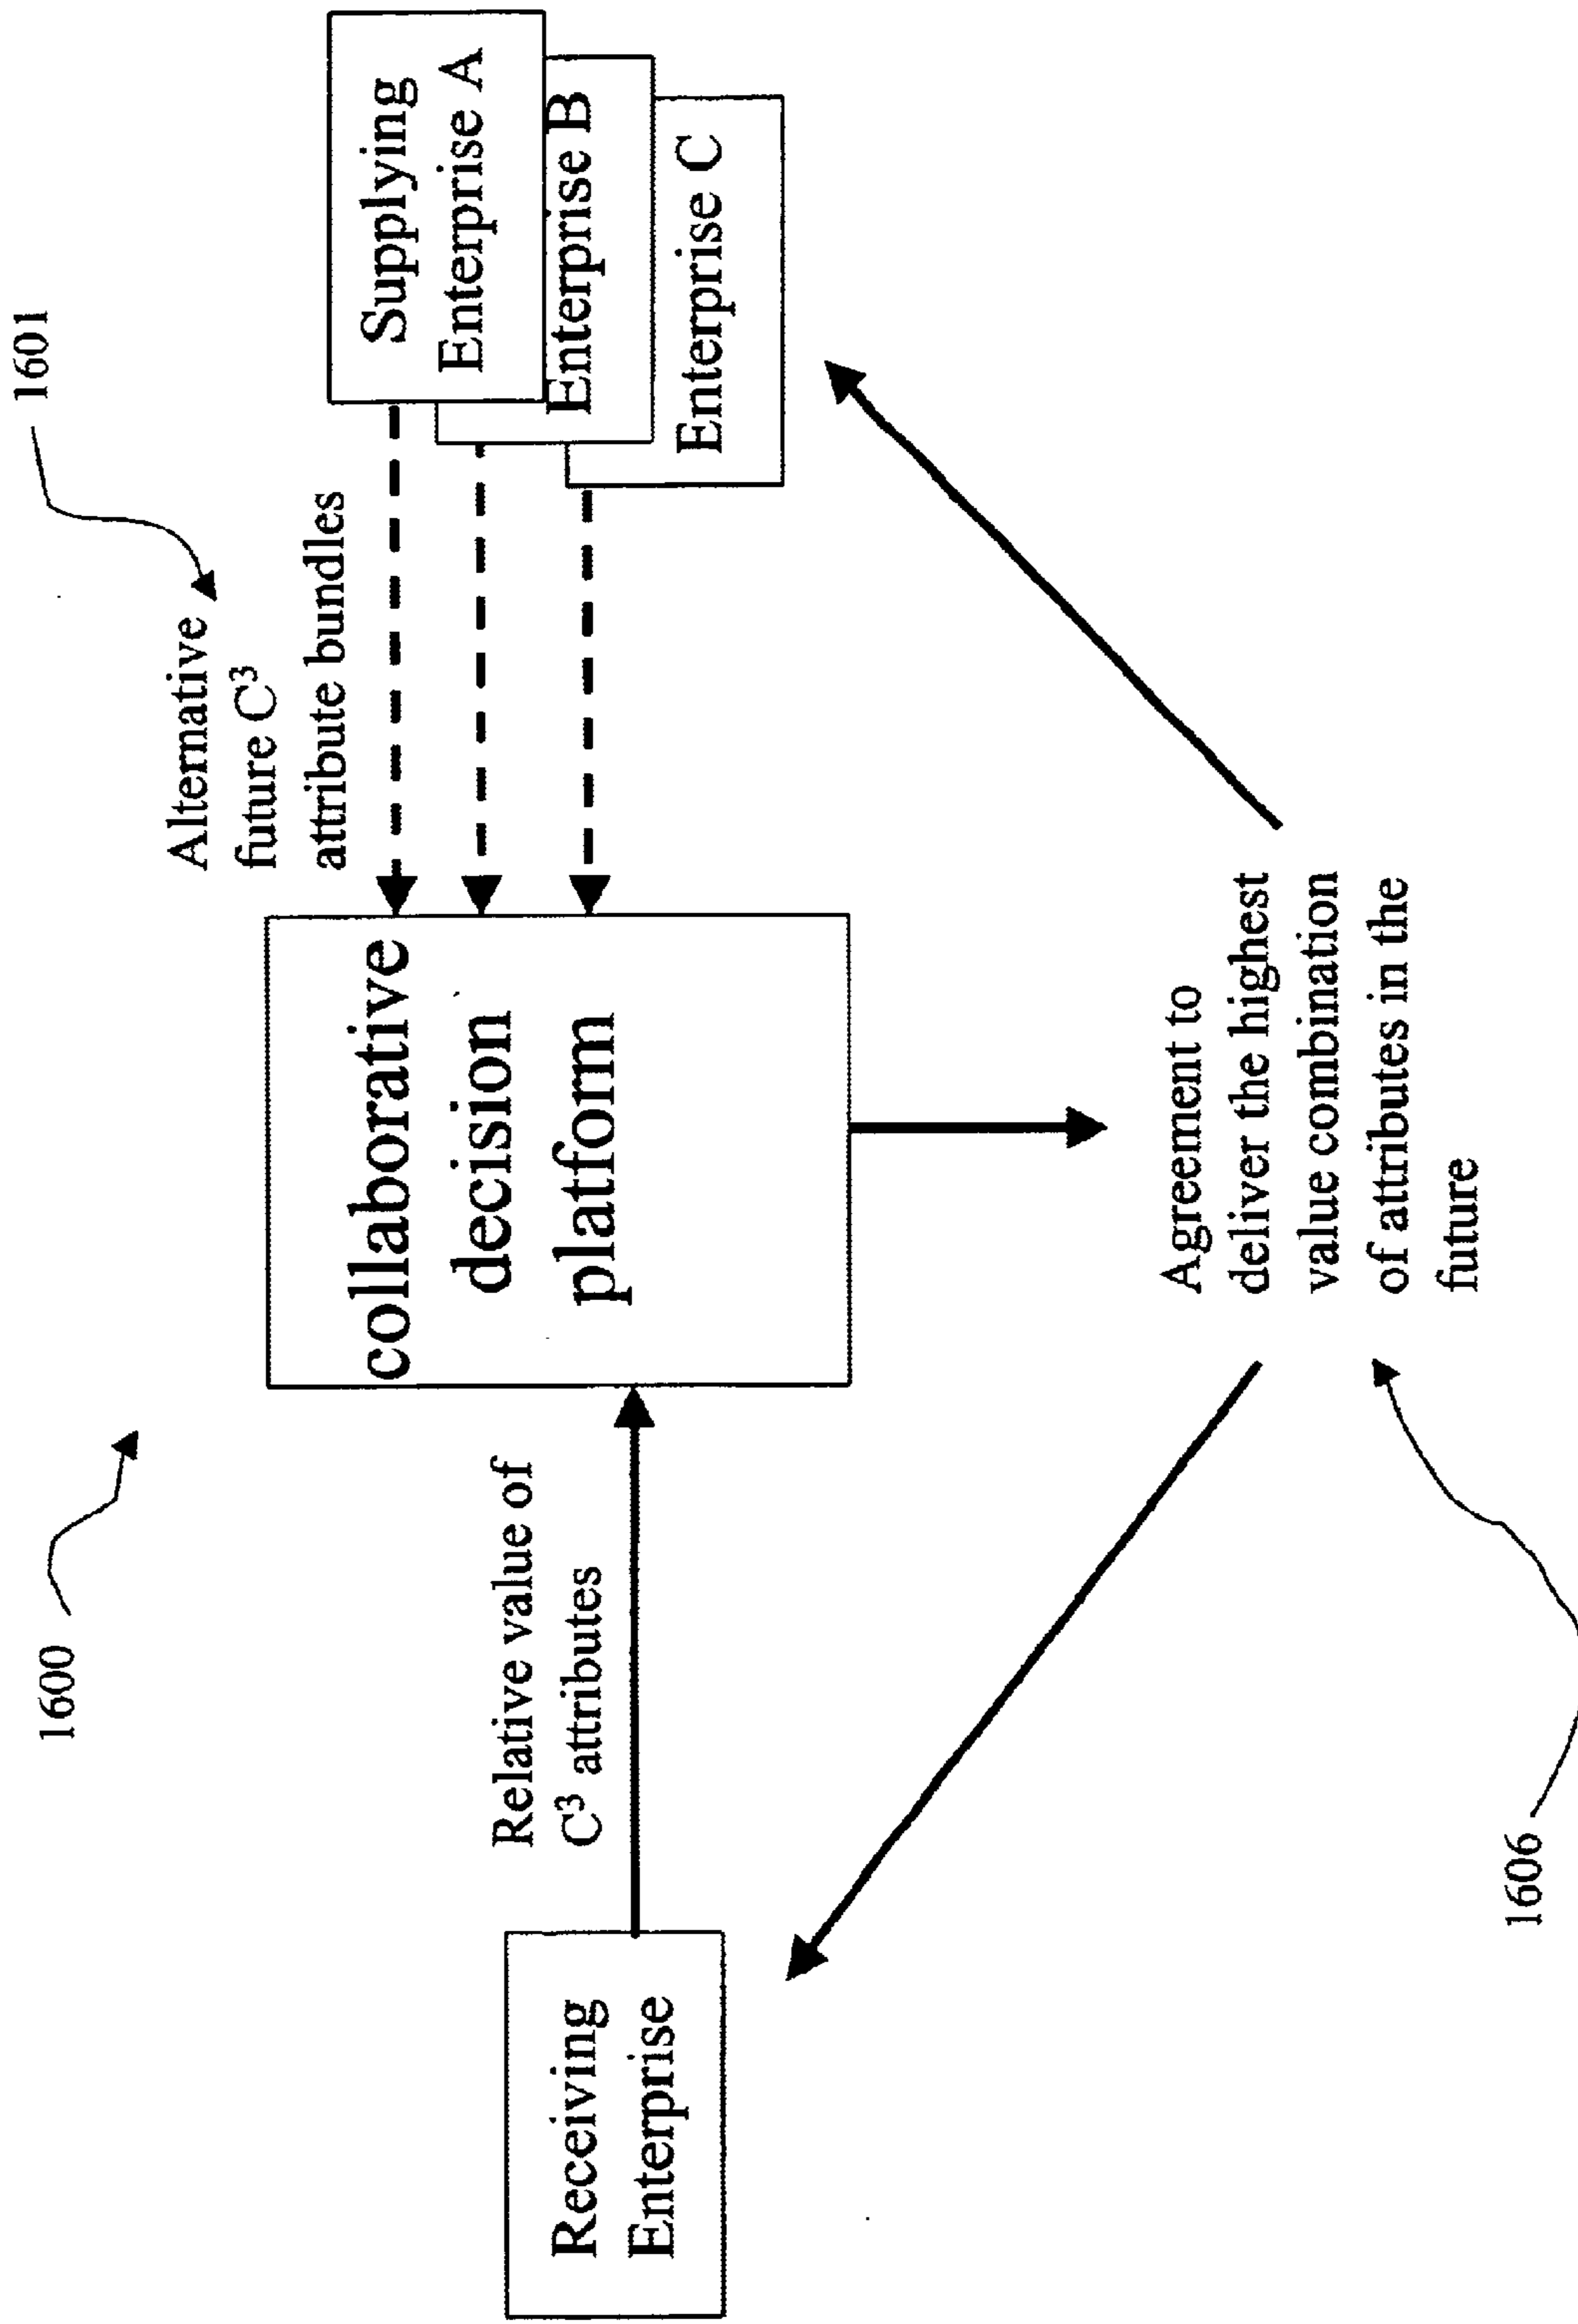 1600
1601
Alternative
future C³
attribute bundles
Relative value of
C³ attributes
Receiving
Enterprise
collaborative
decision
platform
Supplying
Enterprise A
Enterprise B
Enterprise C
Agreement to
deliver the highest
value combination
of attributes in the
future
1606